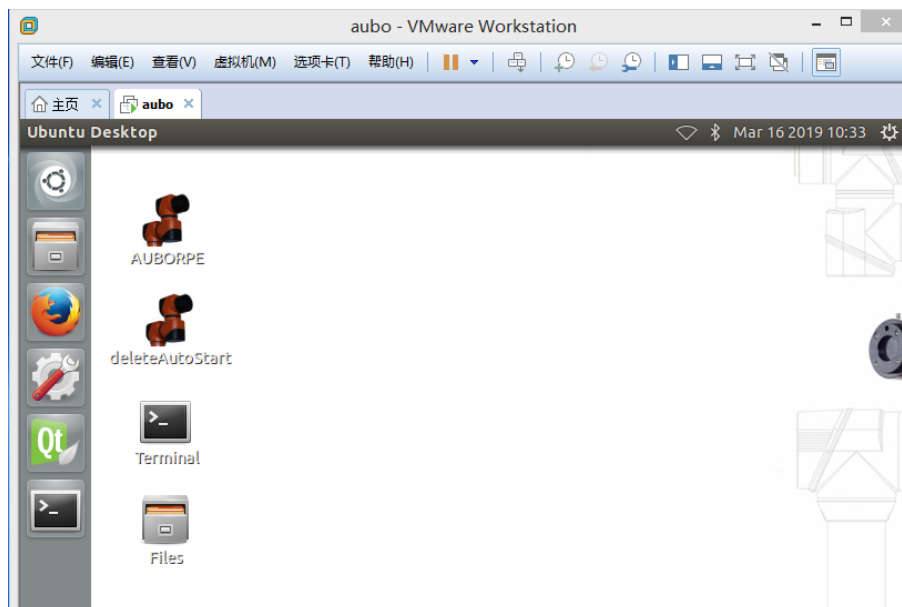 aubo - VMware Workstation
文件(F) 编辑(E) 查看(V) 虚拟机(M) 选项卡(T) 帮助(H)
主页 aubo
Ubuntu Desktop Mar 16 2019 10:33
AUBORPE
deleteAutoStart
Qt
Terminal
Files